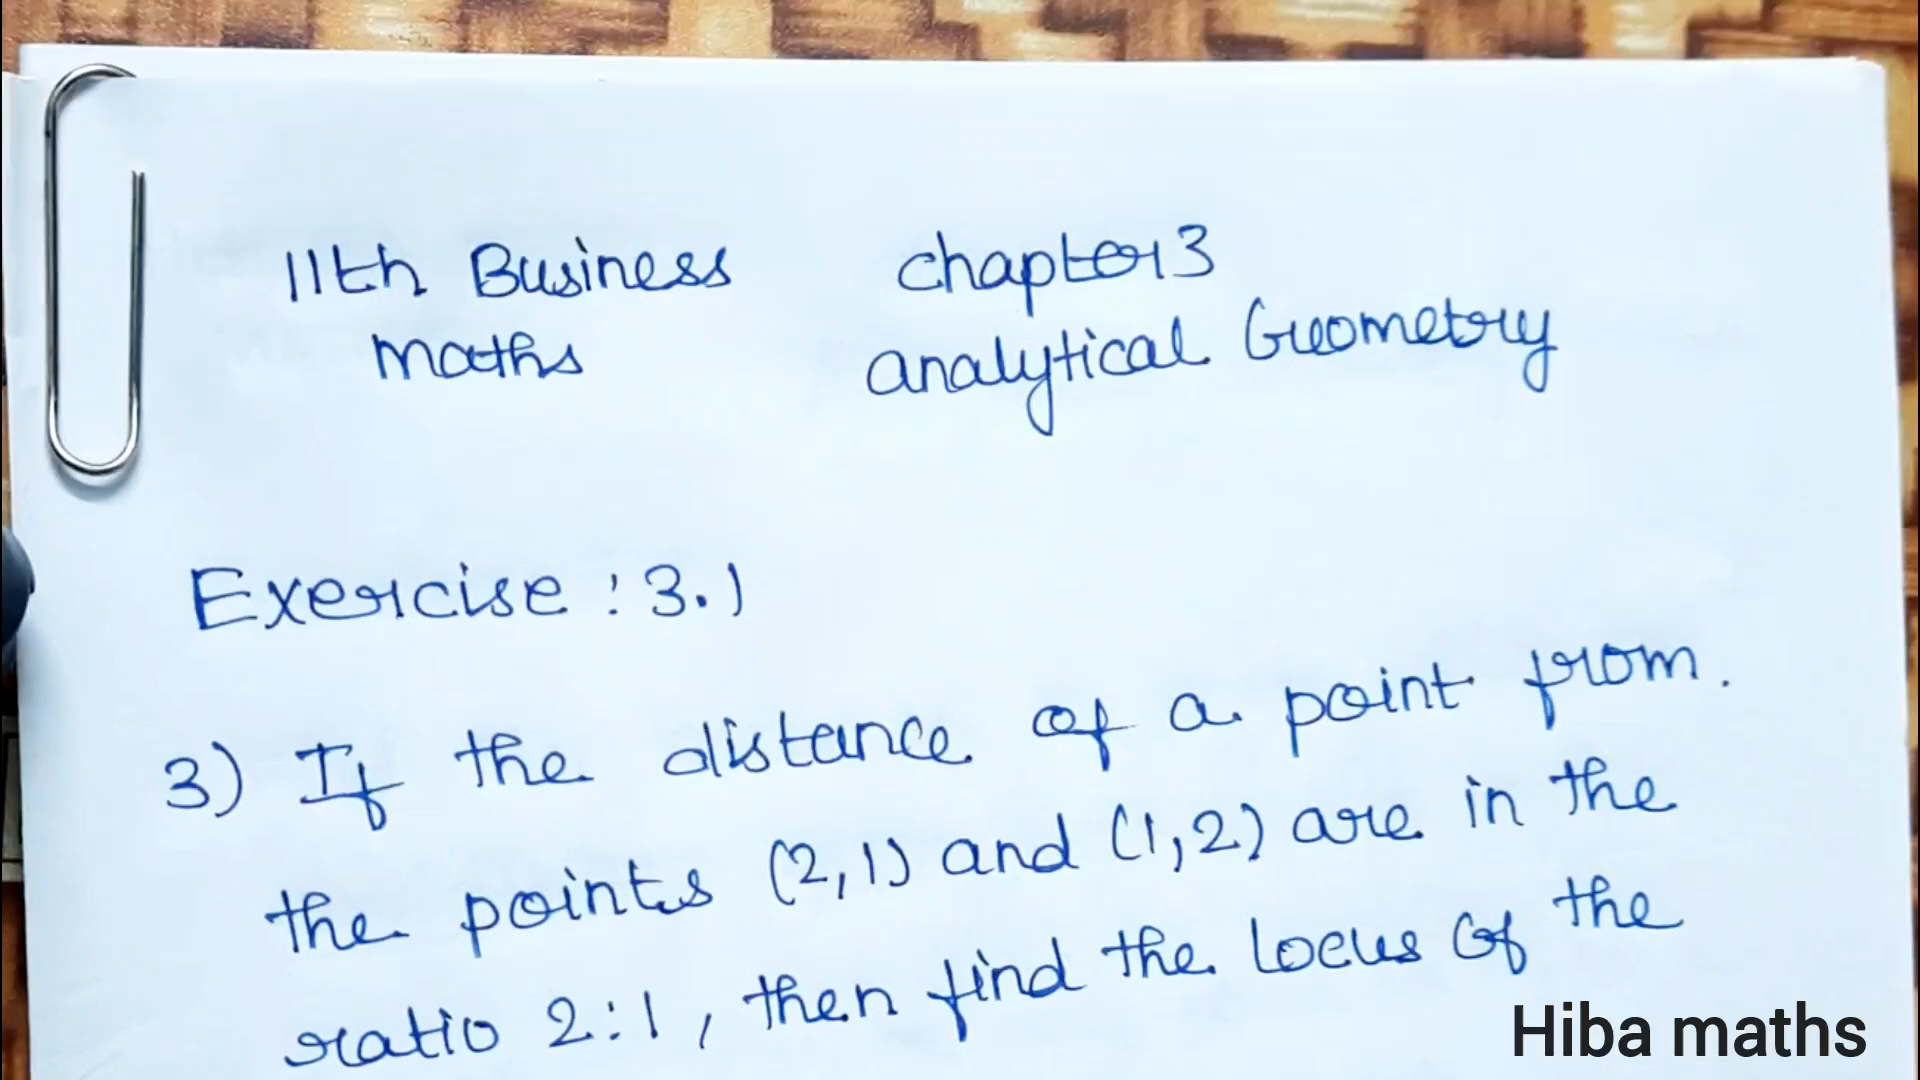 11th Business
Maths
chapter 3
analytical Geometry
Exercise : 3.1
3) If the distance of a point from
the points (2,1) and (1,2) are in the
ratio 2:1, then find the locus of the
Hiba maths